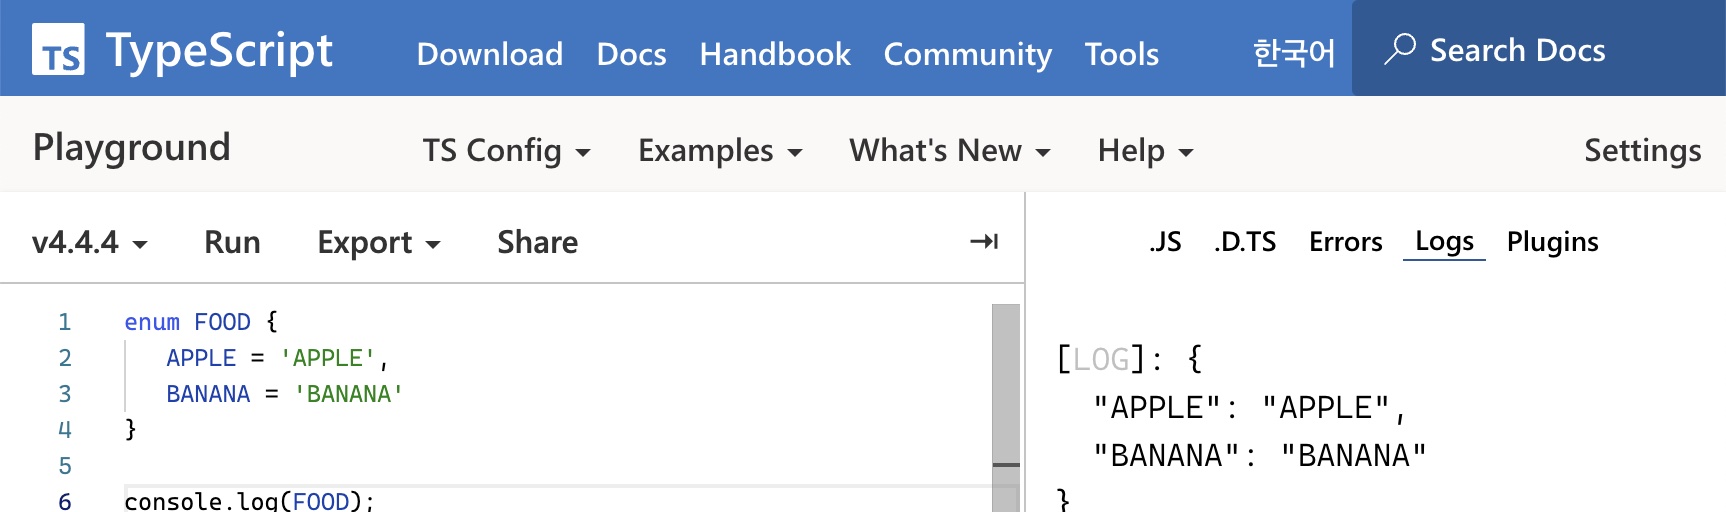 TS TypeScript Download Docs Handbook Community Tools 한국어 Search Docs
Playground TS Config Examples What's New Help Settings
v4.4.4 Run Export Share
1 enum FOOD {
2 APPLE = 'APPLE',
3 BANANA = 'BANANA'
4 }
5
6 console.log(FOOD);
.JS .D.TS Errors Logs Plugins
[LOG]: {
"APPLE": "APPLE",
"BANANA": "BANANA"
}